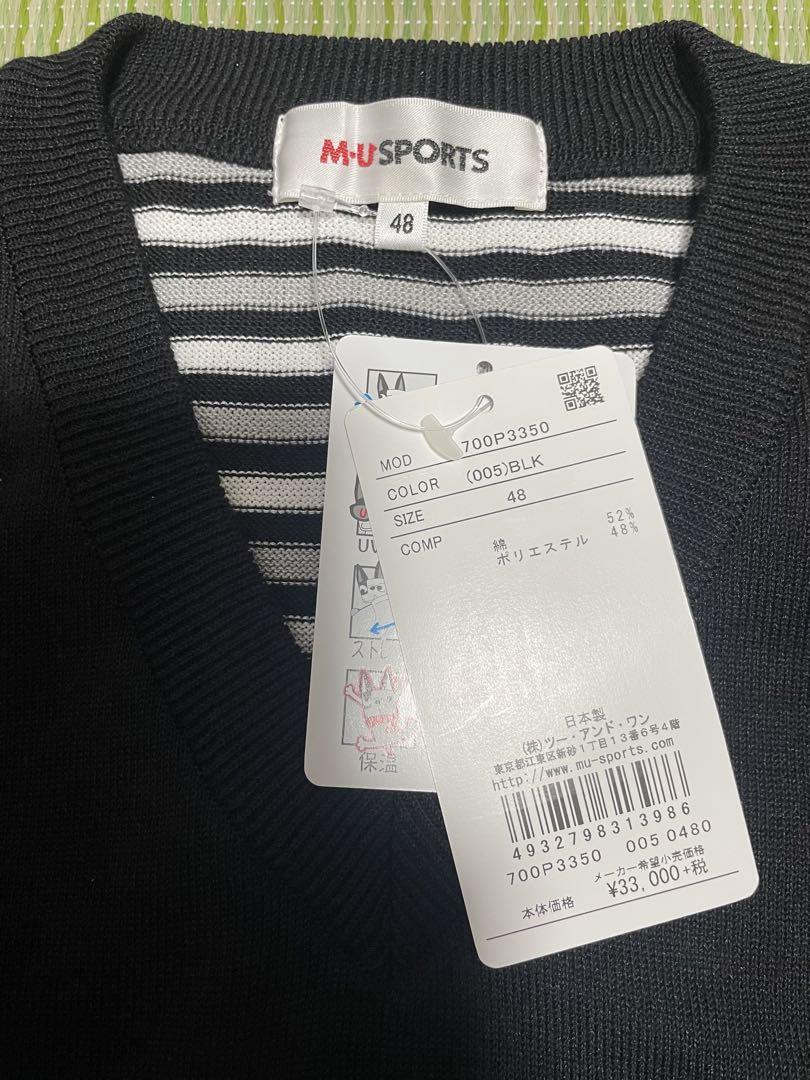 M・U SPORTS
48
MOD 700P3350
COLOR (005)BLK
SIZE 48
COMP 綿 52%
ポリエステル 48%
UV
スト
保温
日本製
(株)ツー・アンド・ワン
東京都江東区新砂1丁目13番6号4階
http://www.mu-sports.com
4932798313986
700P3350 005 0480
メーカー希望小売価格
本体価格 ¥33,000+税